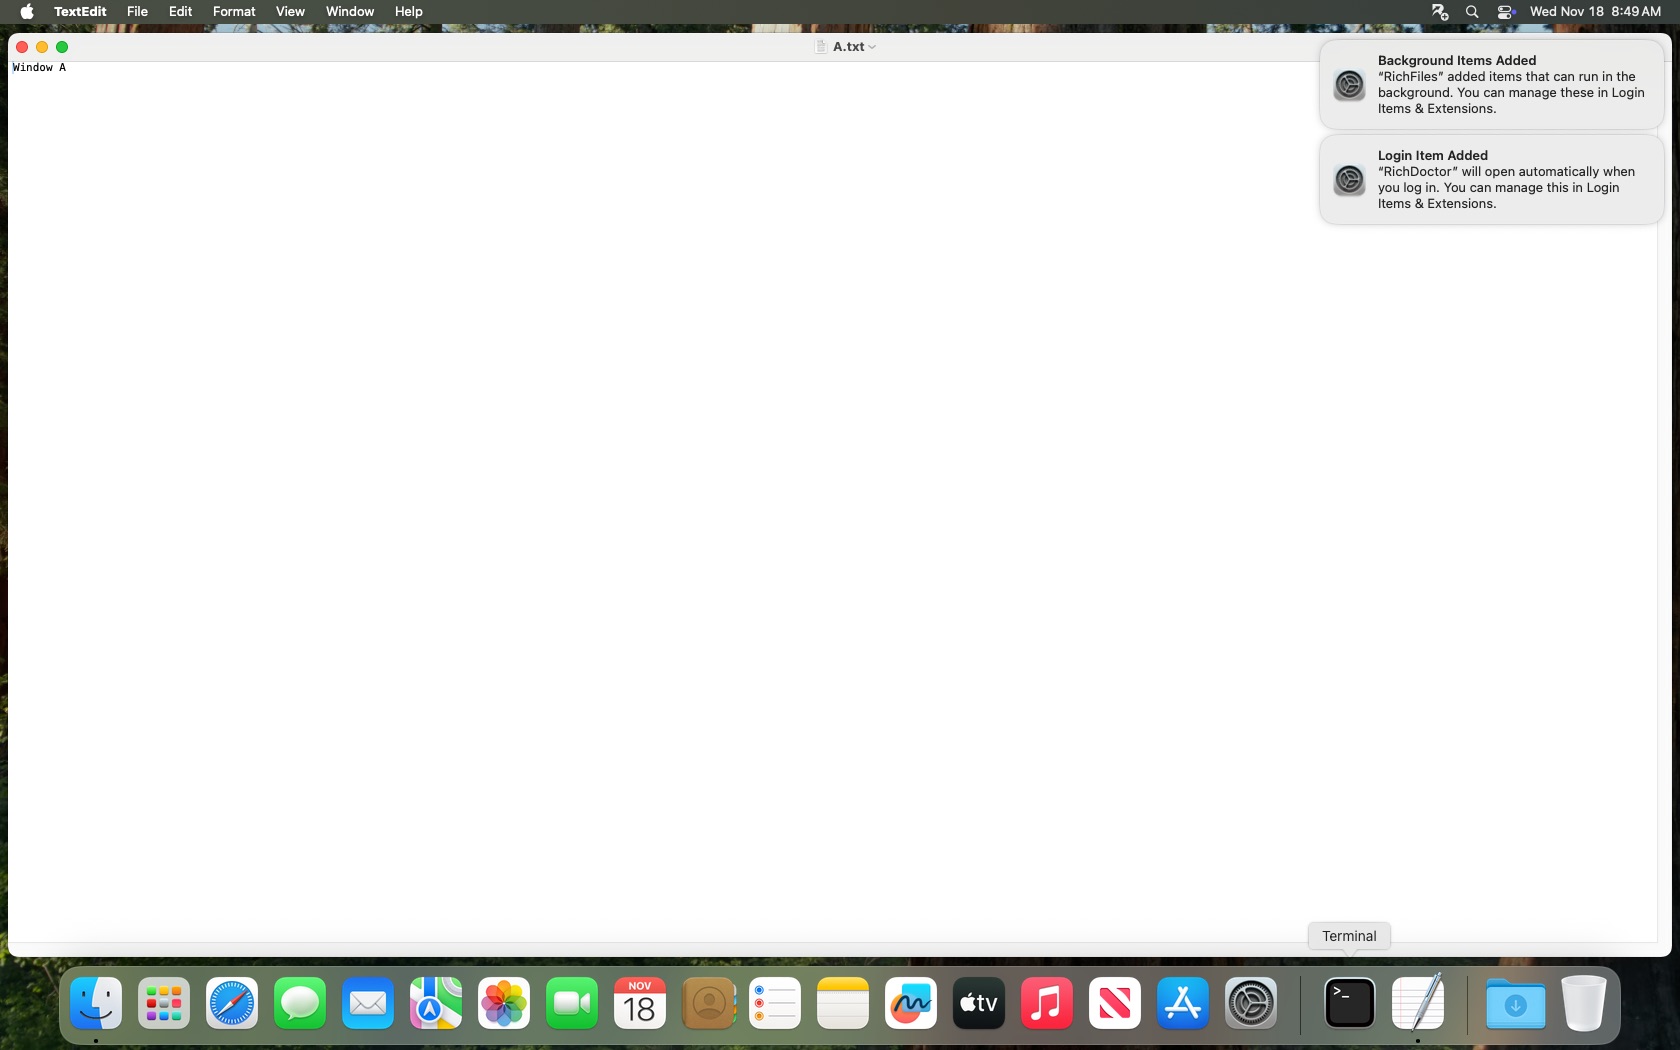 TextEdit File Edit Format View Window Help Wed Nov 18 8:49 AM
A.txt
Window A
Background Items Added
“RichFiles” added items that can run in the
background. You can manage these in Login
Items & Extensions.
Login Item Added
“RichDoctor” will open automatically when
you log in. You can manage this in Login
Items & Extensions.
Terminal
NOV
18
tv
>_